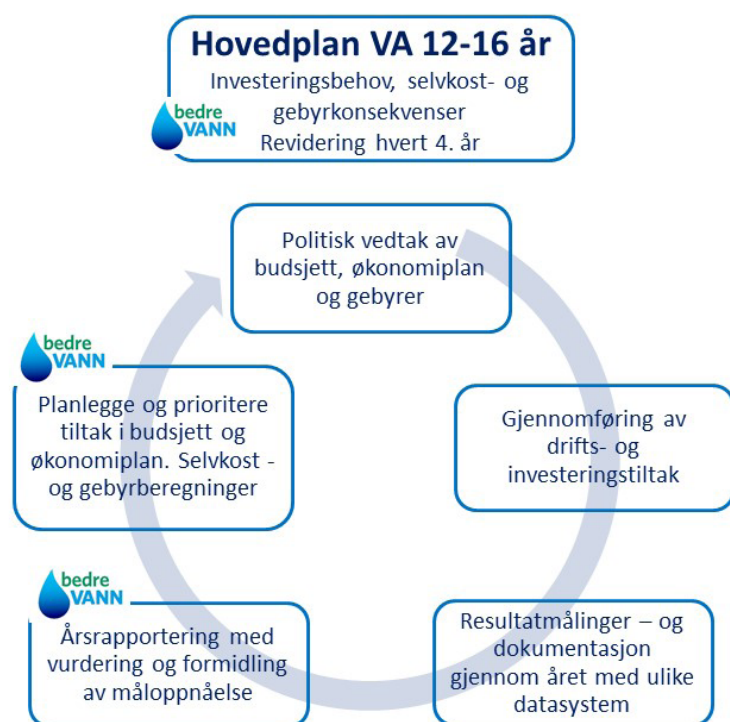 Hovedplan VA 12-16 år
Investeringsbehov, selvkost- og
gebyrkonsekvenser
Revidering hvert 4. år
bedre
VANN
Politisk vedtak av
budsjett, økonomiplan
og gebyrer
Gjennomføring av
drifts- og
investeringstiltak
Resultatmålinger – og
dokumentasjon
gjennom året med ulike
datasystem
bedre
VANN
Årsrapportering med
vurdering og formidling
av måloppnåelse
bedre
VANN
Planlegge og prioritere
tiltak i budsjett og
økonomiplan. Selvkost -
og gebyrberegninger